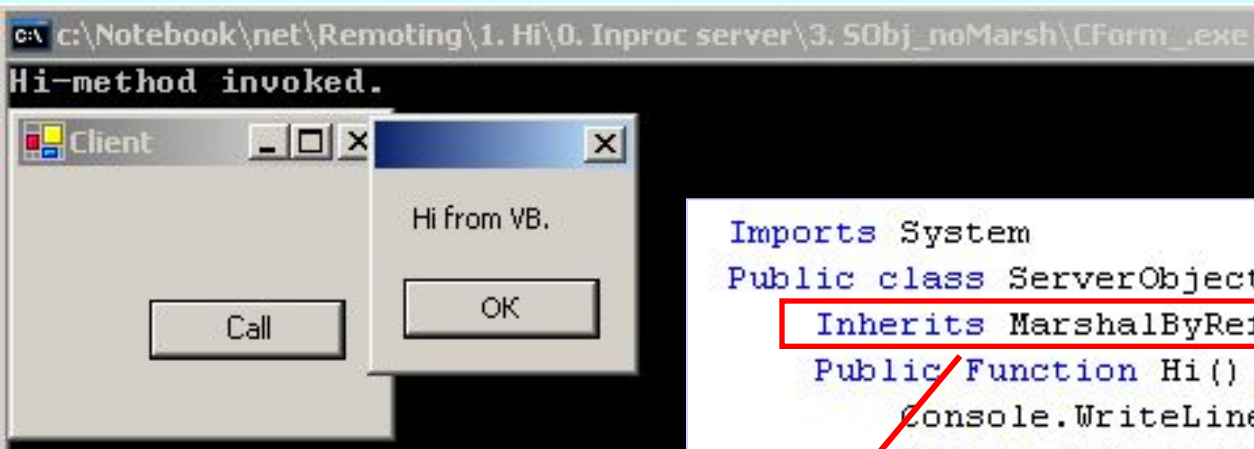 c:\Notebook\net\Remoting\1. Hi\0. Inproc server\3. SObj_noMarsh\CForm_.exe
Hi-method invoked.
Client
Hi from VB.
OK
Call
Imports System
Public class ServerObject
Inherits MarshalByRef
Public Function Hi()
Console.WriteLine